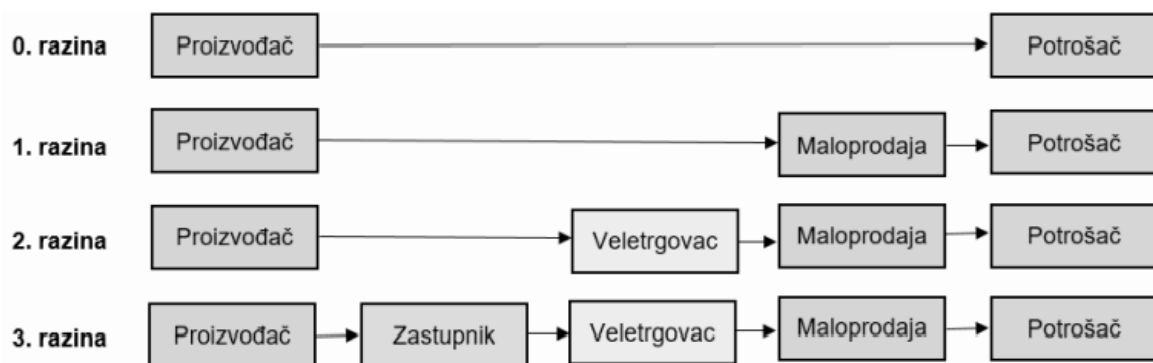 0. razina Proizvođač Potrošač
1. razina Proizvođač Maloprodaja Potrošač
2. razina Proizvođač Veletrgovac Maloprodaja Potrošač
3. razina Proizvođač Zastupnik Veletrgovac Maloprodaja Potrošač